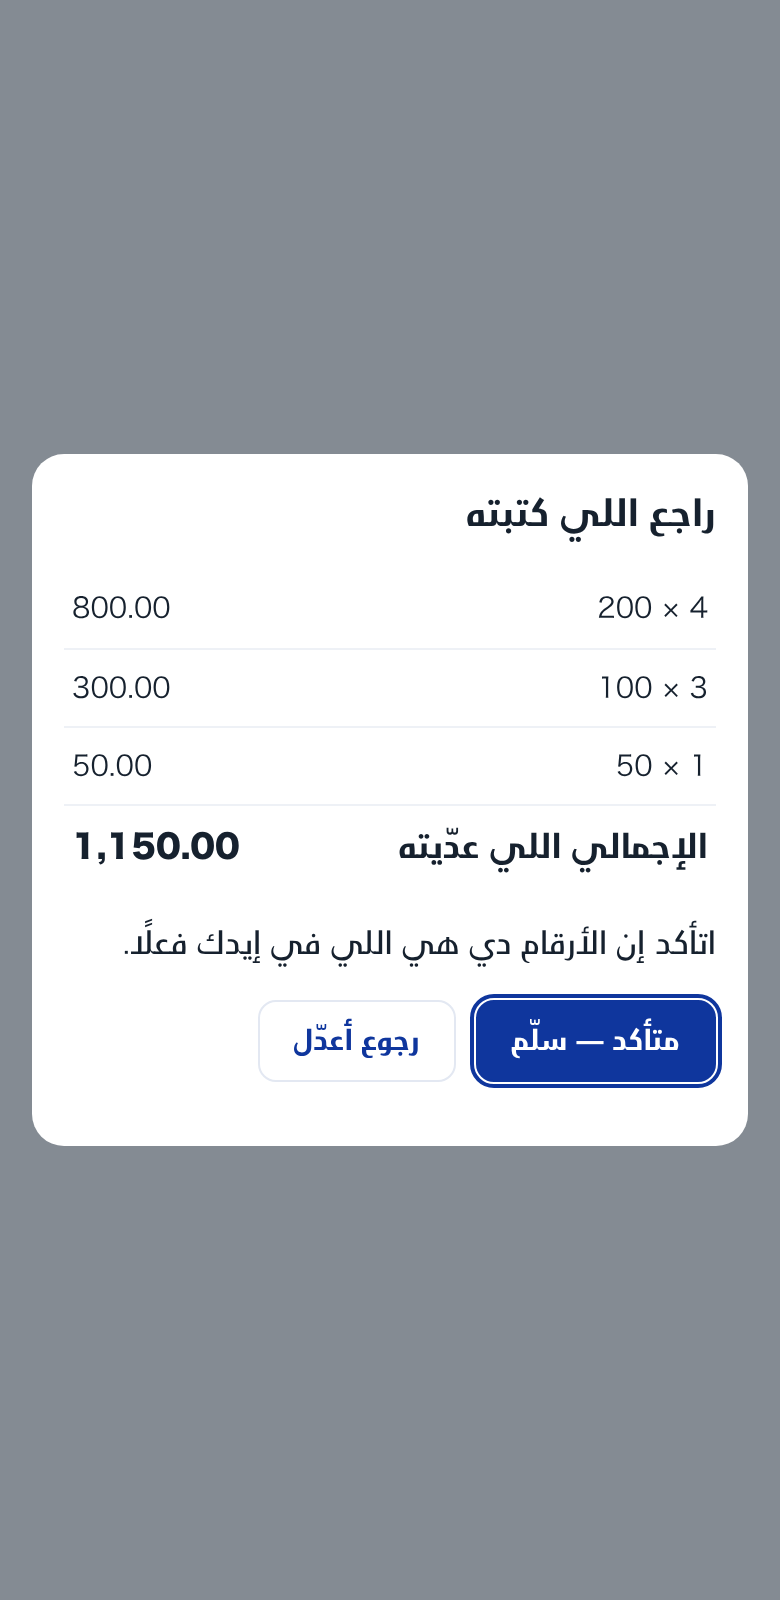 راجع اللي كتبته
200 × 4 800.00
100 × 3 300.00
50 × 1 50.00
الإجمالي اللي عدّيته 1,150.00
اتأكد إن الأرقام دي هي اللي في إيدك فعلًا.
متأكد — سلّم رجوع أعدّل